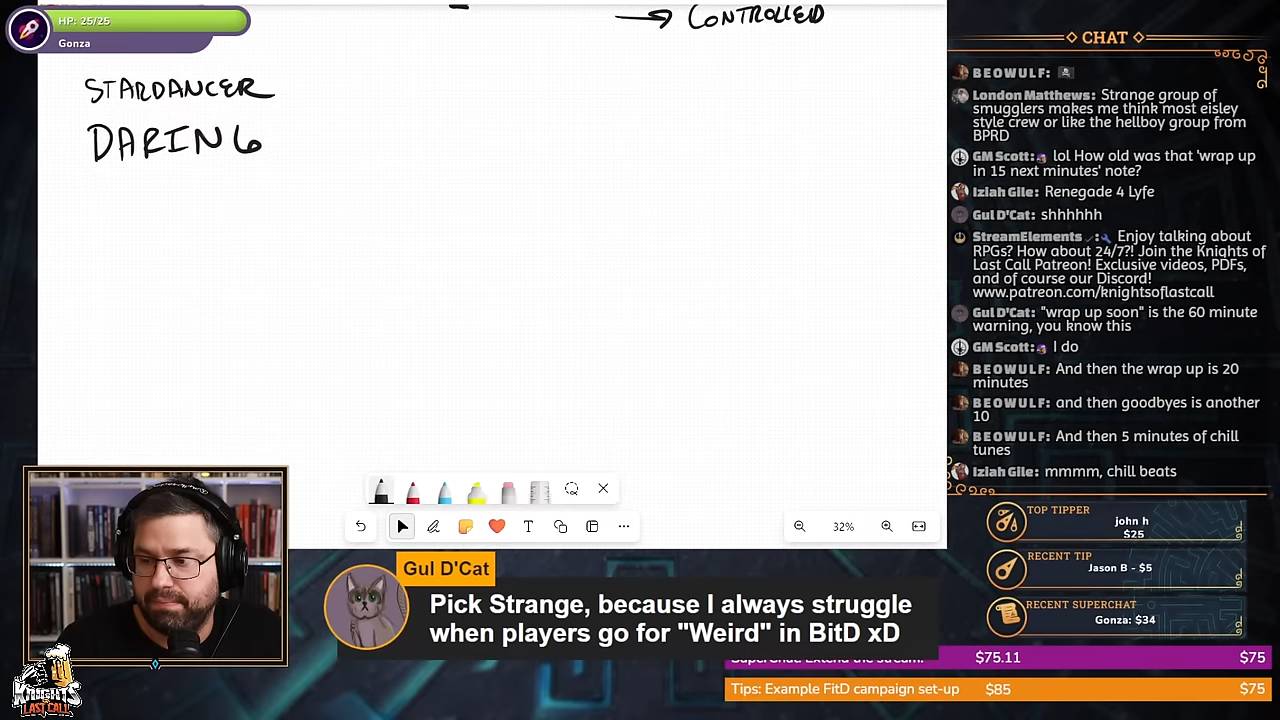 HP: 25/25
Gonza
→ CONTROLLED
STARDANCER
DARING
CHAT
BEOWULF:
London Matthews: Strange group of
smugglers makes me think most eisley
style crew or like the hellboy group from
BPRD
GM Scott: lol How old was that 'wrap up
in 15 next minutes' note?
Iziah Gile: Renegade 4 Lyfe
Gul D'Cat: shhhhhh
StreamElements: Enjoy talking about
RPGs? How about 24/7?! Join the Knights of
Last Call Patreon! Exclusive videos, PDFs,
and of course our Discord!
www.patreon.com/knightsoflastcall
Gul D'Cat: "wrap up soon" is the 60 minute
warning, you know this
GM Scott: I do
BEOWULF: And then the wrap up is 20
minutes
BEOWULF: and then goodbyes is another
10
BEOWULF: And then 5 minutes of chill
tunes
Iziah Gile: mmmm, chill beats
TOP TIPPER
john h
$25
RECENT TIP
Jason B - $5
RECENT SUPERCHAT
Gonza: $34
32%
Gul D'Cat
Pick Strange, because I always struggle
when players go for "Weird" in BitD xD
SuperChat: Extend the stream! $75.11 $75
Tips: Example FitD campaign set-up $85 $75
KNIGHTS
OF
LAST CALL